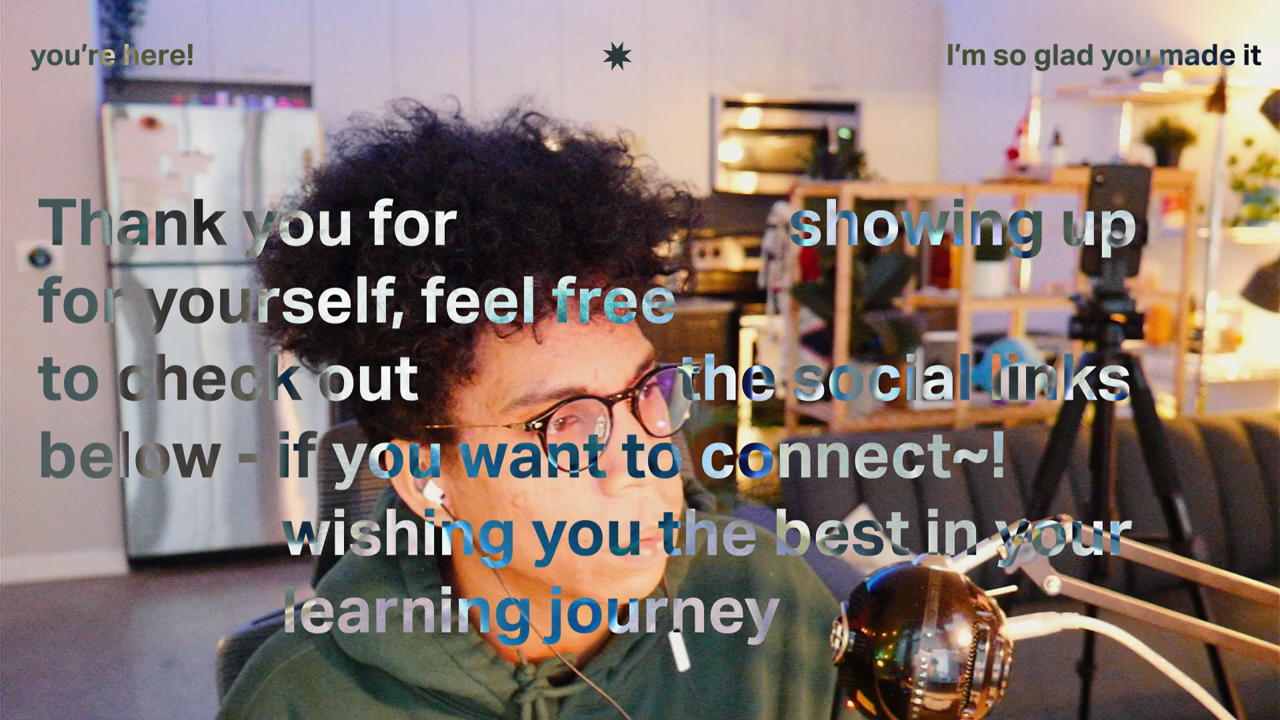 you're here!
I'm so glad you made it
Thank you for showing up
for yourself, feel free
to check out the social links
below - if you want to connect~!
wishing you the best in your
learning journey